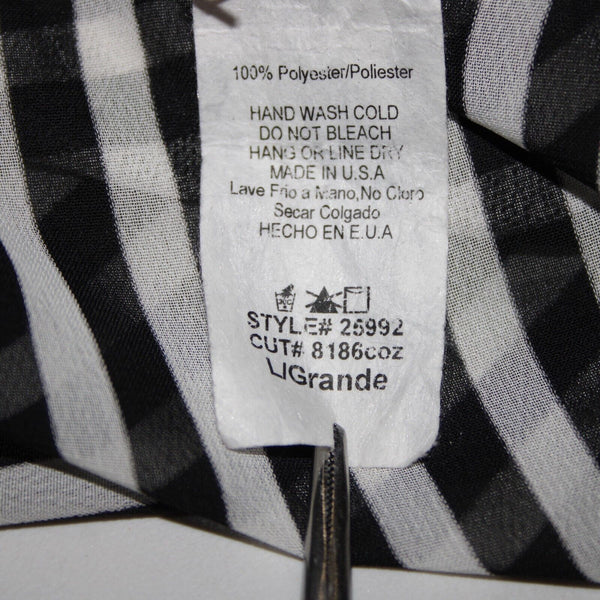 100% Polyester/Poliester
HAND WASH COLD
DO NOT BLEACH
HANG OR LINE DRY
MADE IN U.S.A
Lave Frio a Mano,No Cloro
Secar Colgado
HECHO EN E.U.A
STYLE# 25992
CUT# 8186coz
L/Grande